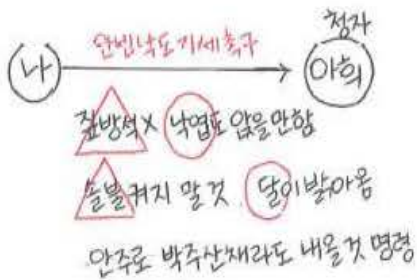 청자
안빈낙도 자세 촉구
나 아희
짚방석X 낙엽도 앉을만함
솔불 켜지 말 것. 달이 밝아옴
안주로 박주산채라도 내올것 명령